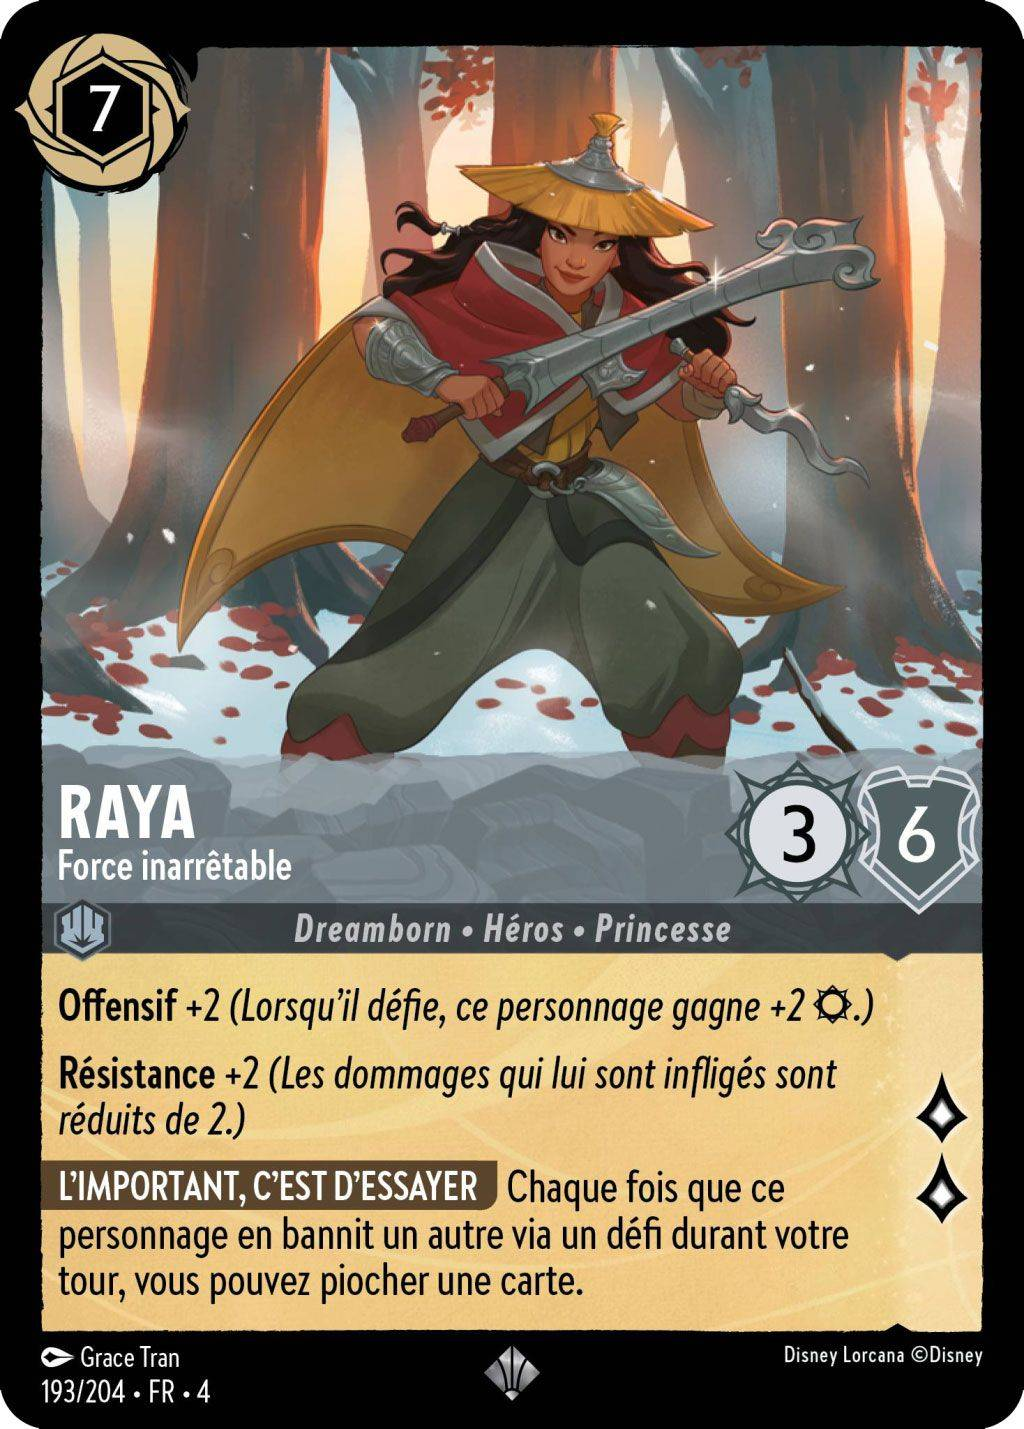 7
RAYA
Force inarrêtable
3
6
Dreamborn • Héros • Princesse
Offensif +2 (Lorsqu'il défie, ce personnage gagne +2 .)
Résistance +2 (Les dommages qui lui sont infligés sont
réduits de 2.)
L'IMPORTANT, C'EST D'ESSAYER Chaque fois que ce
personnage en bannit un autre via un défi durant votre
tour, vous pouvez piocher une carte.
Grace Tran
Disney Lorcana ©Disney
193/204 • FR • 4